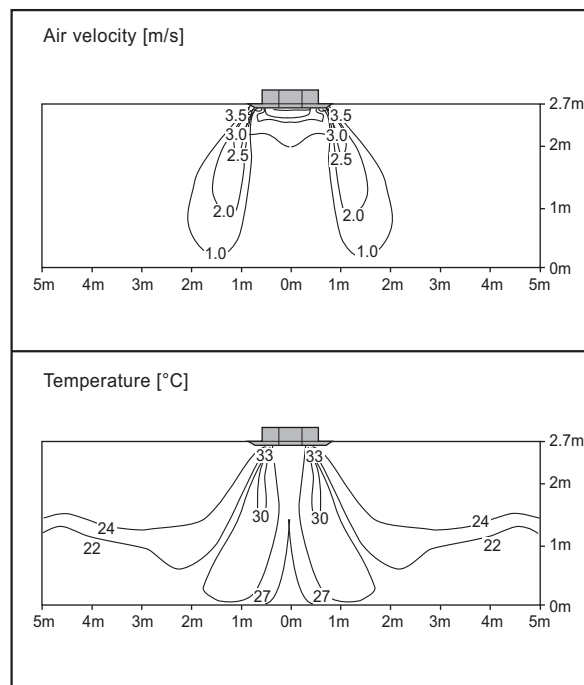 Air velocity [m/s]
2.7m
3.5 3.5
3.0 3.0
2m
2.5 2.5
2.0 2.0
1m
1.0 1.0
0m
5m 4m 3m 2m 1m 0m 1m 2m 3m 4m 5m
Temperature [°C]
2.7m
33 33
2m
30 30
24 24
22 22
1m
27 27
0m
5m 4m 3m 2m 1m 0m 1m 2m 3m 4m 5m